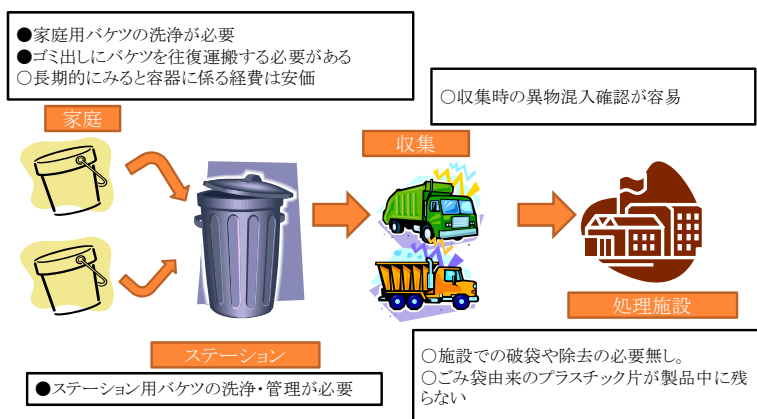 ●家庭用バケツの洗浄が必要
●ゴミ出しにバケツを往復運搬する必要がある
○長期的にみると容器に係る経費は安価
○収集時の異物混入確認が容易
家庭
収集
処理施設
ステーション
●ステーション用バケツの洗浄・管理が必要
○施設での破袋や除去の必要無し。
○ごみ袋由来のプラスチック片が製品中に残
らない